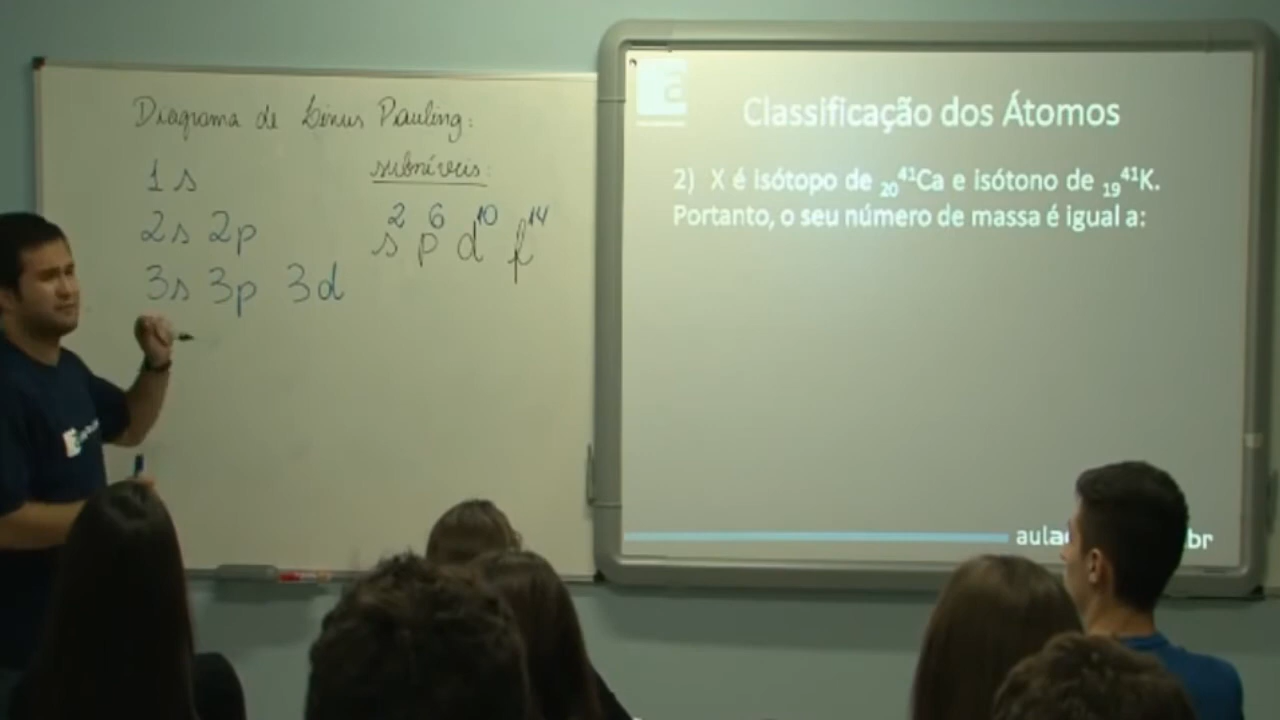 Diagrama de Linus Pauling:
1s
2s 2p
3s 3p 3d
subníveis:
s² p⁶ d¹⁰ f¹⁴
Classificação dos Átomos
2) X é isótopo de ₂₀⁴¹Ca e isótono de ₁₉⁴¹K.
Portanto, o seu número de massa é igual a: